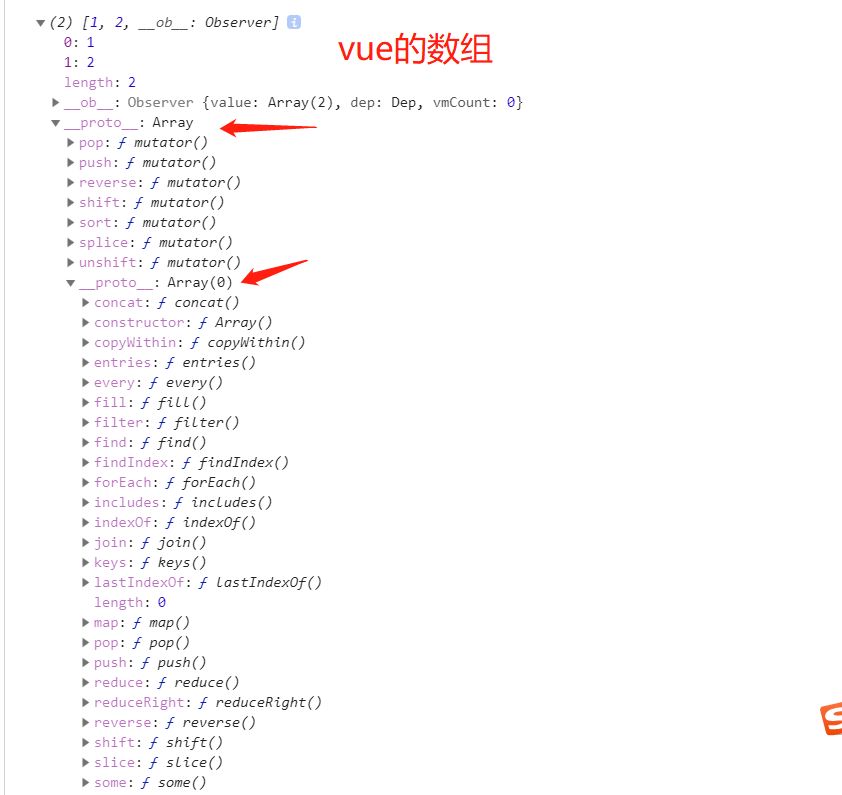 (2) [1, 2, __ob__: Observer] i
vue的数组
0: 1
1: 2
length: 2
__ob__: Observer {value: Array(2), dep: Dep, vmCount: 0}
__proto__: Array
pop: ƒ mutator()
push: ƒ mutator()
reverse: ƒ mutator()
shift: ƒ mutator()
sort: ƒ mutator()
splice: ƒ mutator()
unshift: ƒ mutator()
__proto__: Array(0)
concat: ƒ concat()
constructor: ƒ Array()
copyWithin: ƒ copyWithin()
entries: ƒ entries()
every: ƒ every()
fill: ƒ fill()
filter: ƒ filter()
find: ƒ find()
findIndex: ƒ findIndex()
forEach: ƒ forEach()
includes: ƒ includes()
indexOf: ƒ indexOf()
join: ƒ join()
keys: ƒ keys()
lastIndexOf: ƒ lastIndexOf()
length: 0
map: ƒ map()
pop: ƒ pop()
push: ƒ push()
reduce: ƒ reduce()
reduceRight: ƒ reduceRight()
reverse: ƒ reverse()
shift: ƒ shift()
slice: ƒ slice()
some: ƒ some()